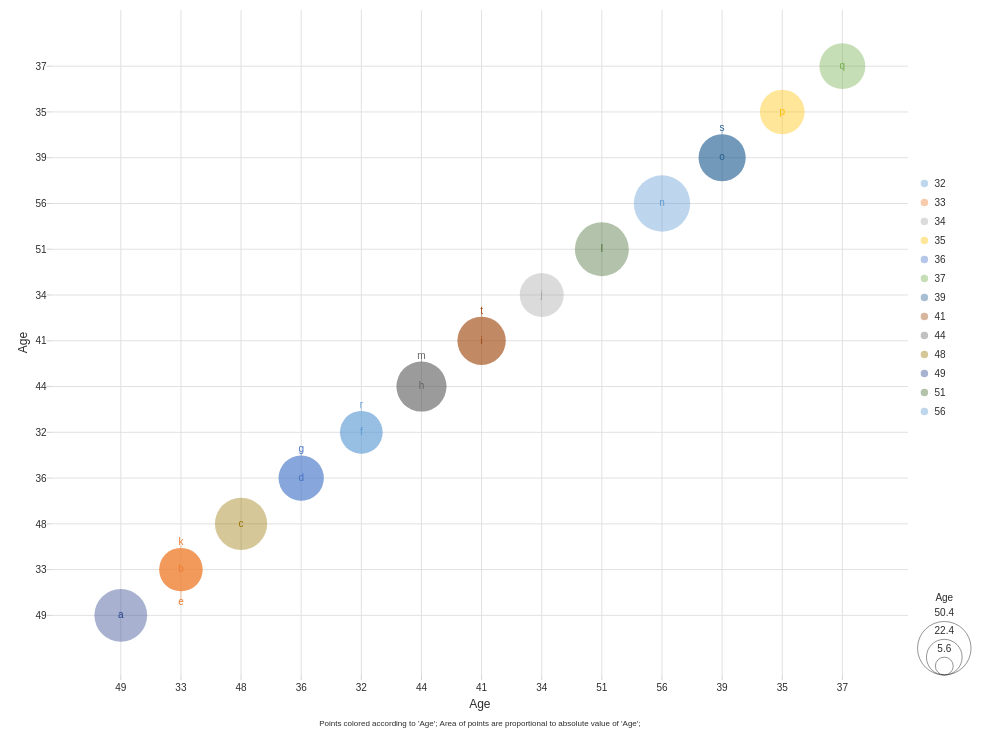 37
q
35
p
s
39
o
56
n
51
l
34
j
t
41
i
m
44
h
r
32
f
g
36
d
48
c
k
33
b
e
49
a
Age
49 33 48 36 32 44 41 34 51 56 39 35 37
Age
32
33
34
35
36
37
39
41
44
48
49
51
56
Age
50.4
22.4
5.6
Points colored according to 'Age'; Area of points are proportional to absolute value of 'Age';